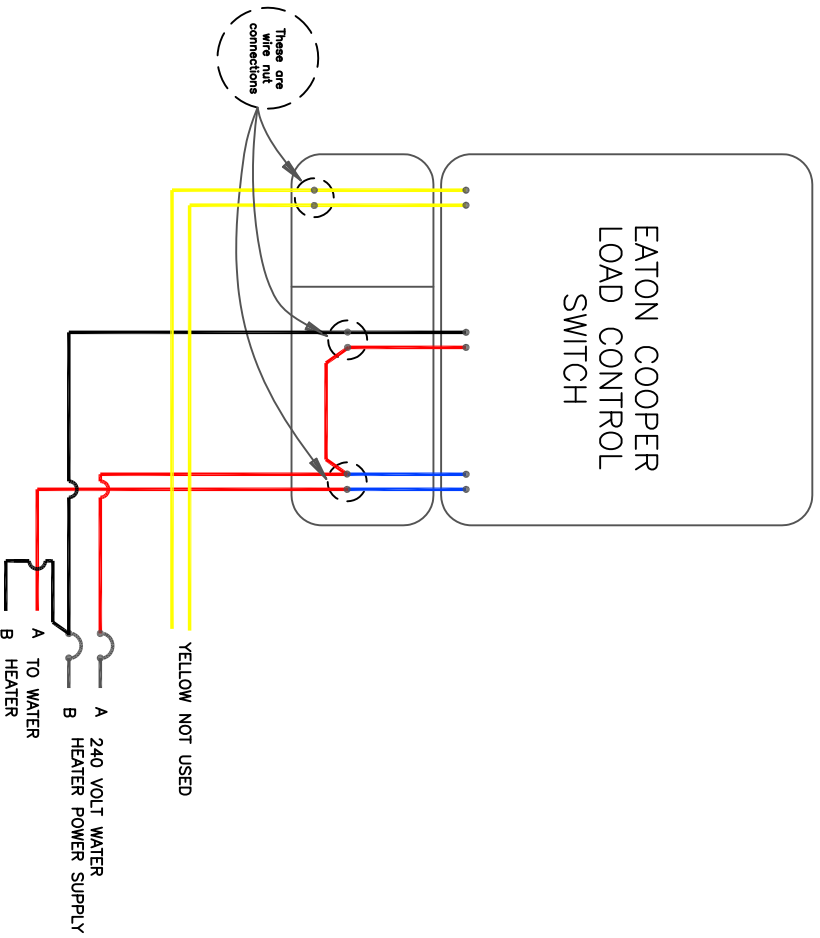 These are
wire nut
connections
EATON COOPER
LOAD CONTROL
SWITCH
YELLOW NOT USED
A
240 VOLT WATER
B
HEATER POWER SUPPLY
A
TO WATER
B
HEATER